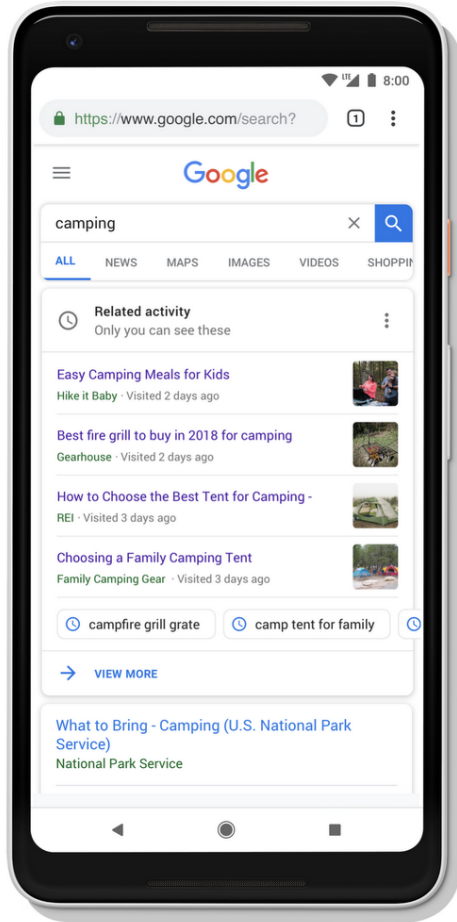 LTE 8:00
https://www.google.com/search? 1
Google
camping
ALL NEWS MAPS IMAGES VIDEOS SHOPPIN
Related activity
Only you can see these
Easy Camping Meals for Kids
Hike it Baby · Visited 2 days ago
Best fire grill to buy in 2018 for camping
Gearhouse · Visited 2 days ago
How to Choose the Best Tent for Camping -
REI · Visited 3 days ago
Choosing a Family Camping Tent
Family Camping Gear · Visited 3 days ago
campfire grill grate camp tent for family
VIEW MORE
What to Bring - Camping (U.S. National Park
Service)
National Park Service